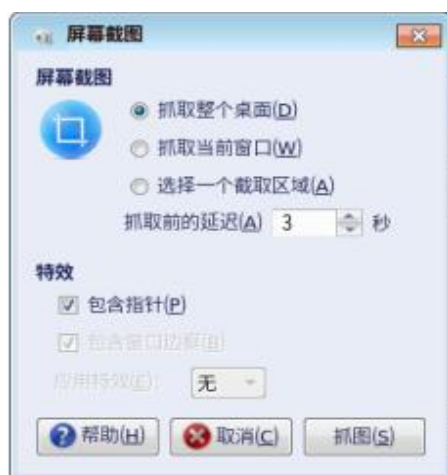 屏幕截图
屏幕截图
抓取整个桌面(D)
抓取当前窗口(W)
选择一个截取区域(A)
抓取前的延迟(A) 3 秒
特效
包含指针(P)
包含窗口边框(B)
应用特效(E): 无
帮助(H) 取消(C) 抓图(S)